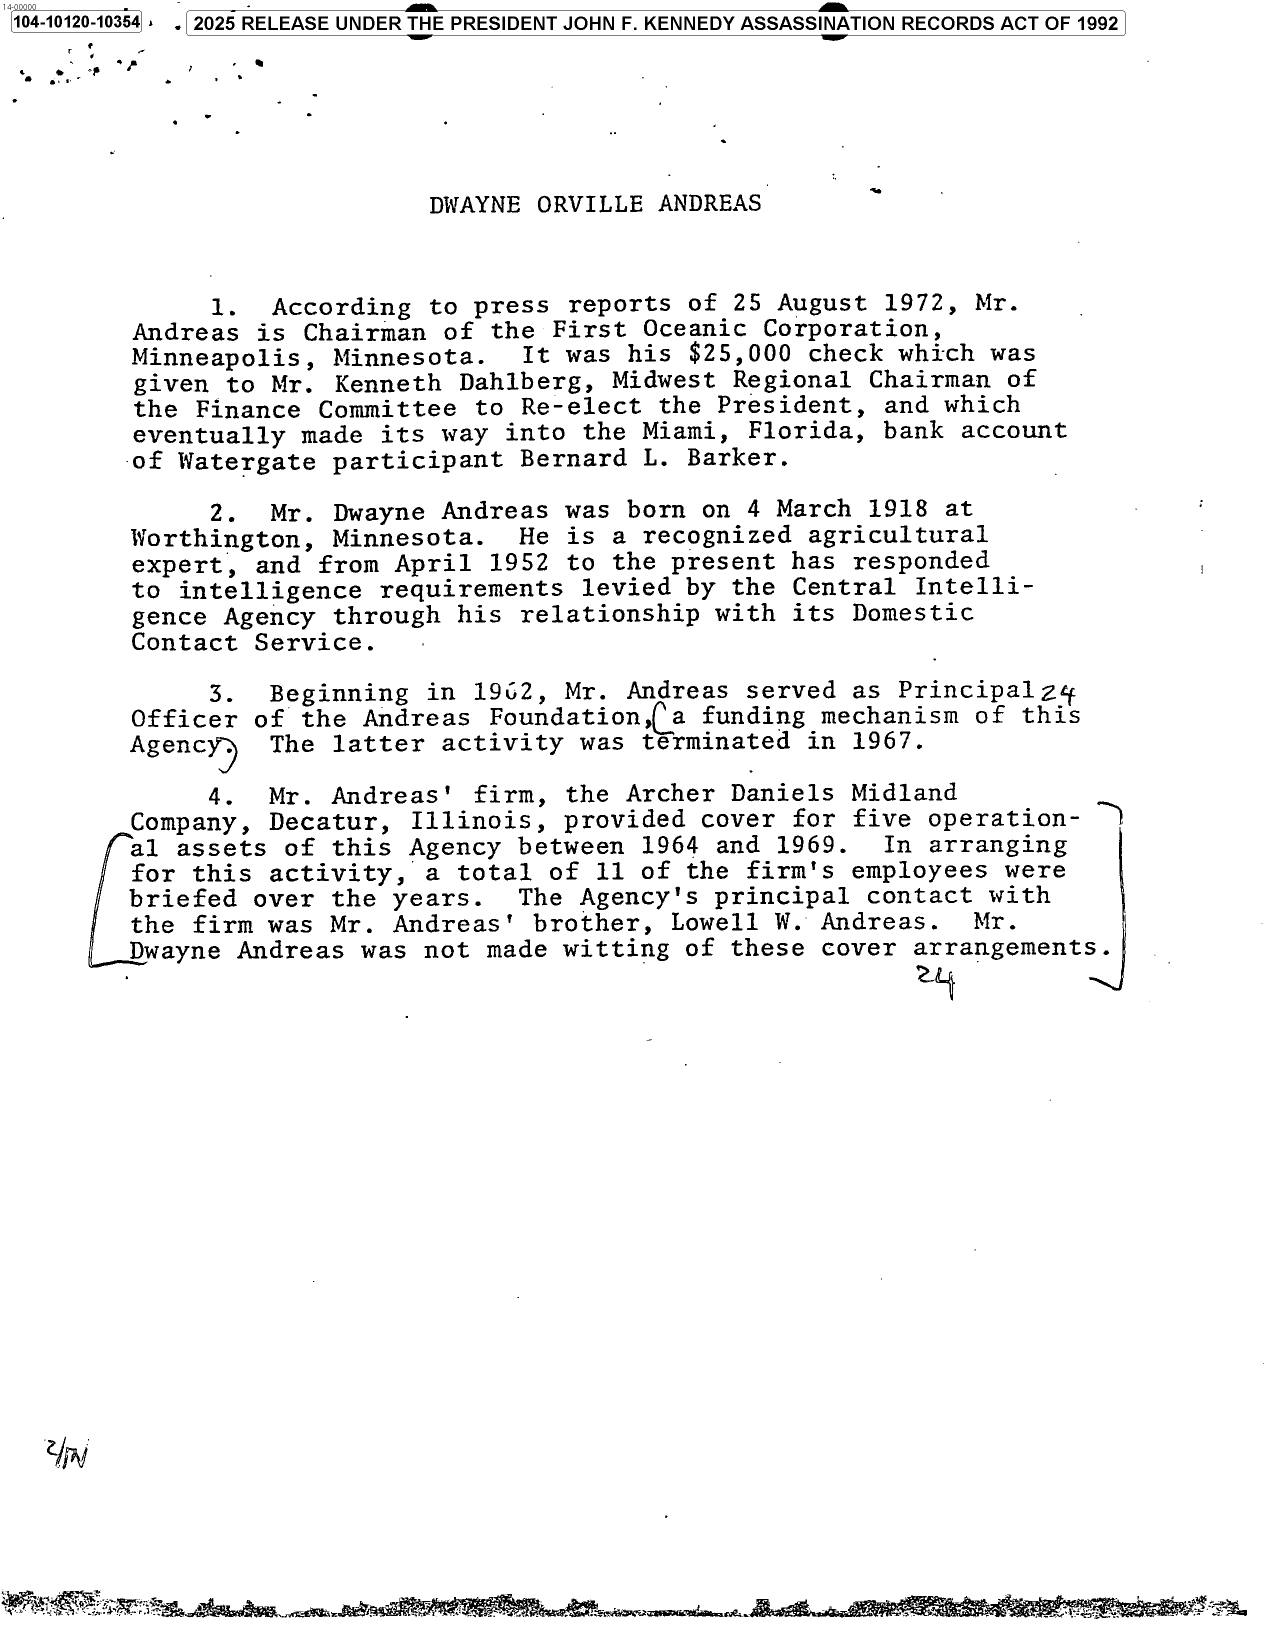 14-00000
104-10120-10354
2025 RELEASE UNDER THE PRESIDENT JOHN F. KENNEDY ASSASSINATION RECORDS ACT OF 1992
DWAYNE ORVILLE ANDREAS
1. According to press reports of 25 August 1972, Mr.
Andreas is Chairman of the First Oceanic Corporation,
Minneapolis, Minnesota. It was his $25,000 check which was
given to Mr. Kenneth Dahlberg, Midwest Regional Chairman of
the Finance Committee to Re-elect the President, and which
eventually made its way into the Miami, Florida, bank account
of Watergate participant Bernard L. Barker.
2. Mr. Dwayne Andreas was born on 4 March 1918 at
Worthington, Minnesota. He is a recognized agricultural
expert, and from April 1952 to the present has responded
to intelligence requirements levied by the Central Intelli-
gence Agency through his relationship with its Domestic
Contact Service.
3. Beginning in 1962, Mr. Andreas served as Principal 24
Officer of the Andreas Foundation, (a funding mechanism of this
Agency.) The latter activity was terminated in 1967.
4. Mr. Andreas' firm, the Archer Daniels Midland
Company, Decatur, Illinois, provided cover for five operation-
al assets of this Agency between 1964 and 1969. In arranging
for this activity, a total of 11 of the firm's employees were
briefed over the years. The Agency's principal contact with
the firm was Mr. Andreas' brother, Lowell W. Andreas. Mr.
Dwayne Andreas was not made witting of these cover arrangements.
24